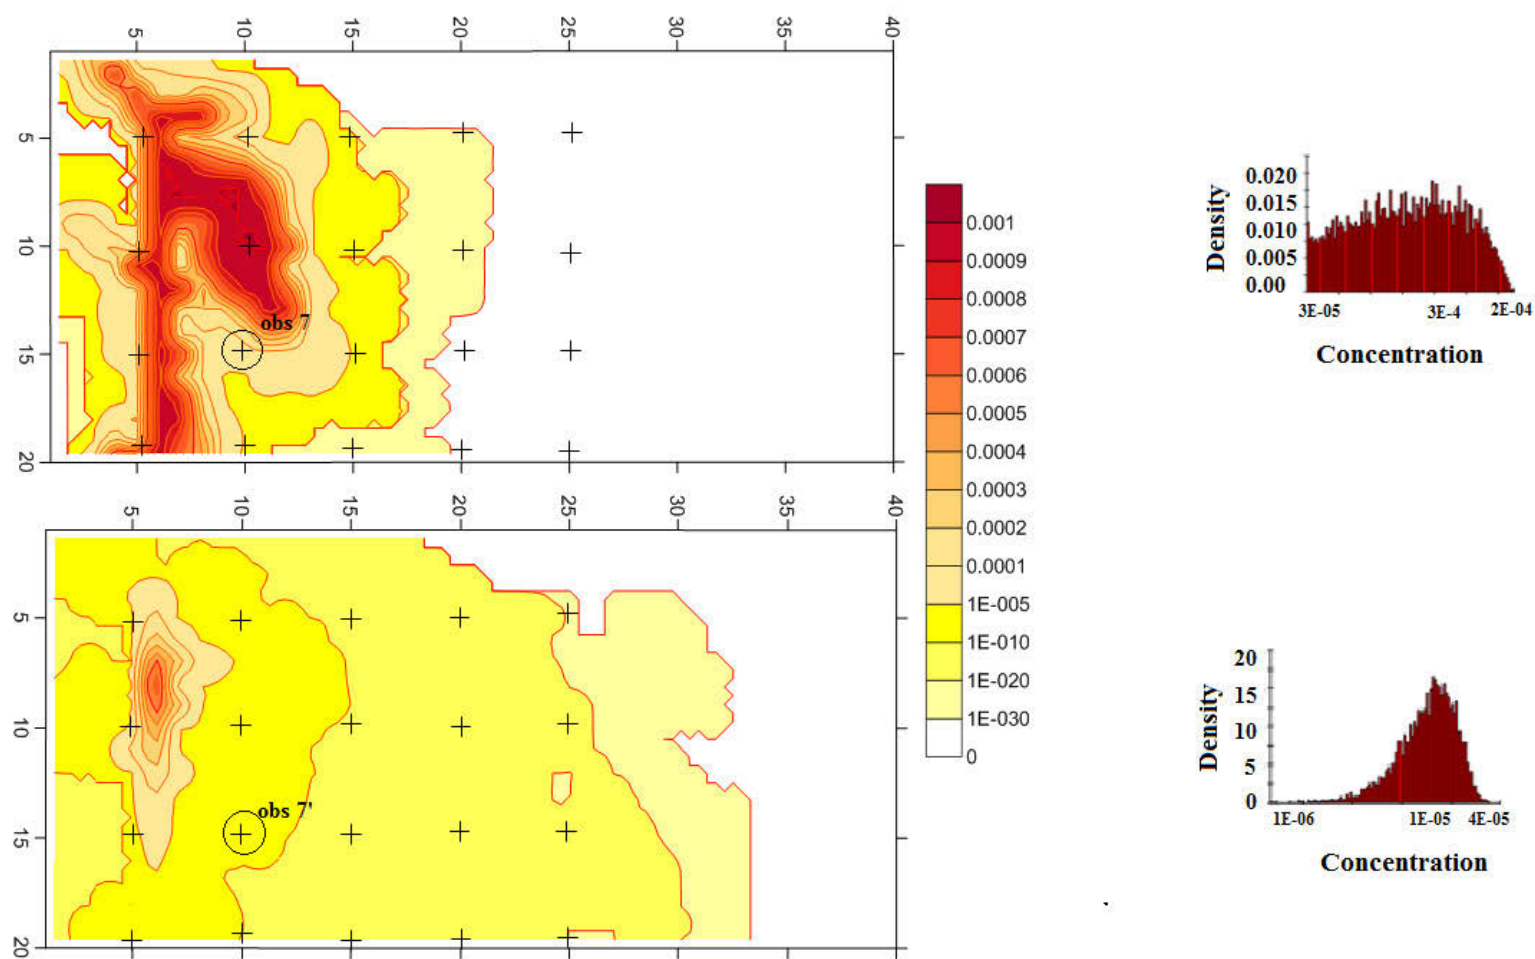 5 10 15 20 25 30 35 40
5
10
15
20
obs 7
5 10 15 20 25 30 35 40
5
10
15
20
obs 7'
0.001
0.0009
0.0008
0.0007
0.0006
0.0005
0.0004
0.0003
0.0002
0.0001
1E-005
1E-010
1E-020
1E-030
0
Density
0.020
0.015
0.010
0.005
0.00
3E-05 3E-4 2E-04
Concentration
Density
20
15
10
5
0
1E-06 1E-05 4E-05
Concentration